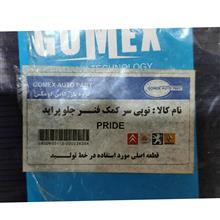 GOMEX
TECHNOLOGY
GOMEX AUTO PART
نام کالا : توپی سر کمک فنر جلو پراید
PRIDE
قطعه اصلی مورد استفاده در خط تولید